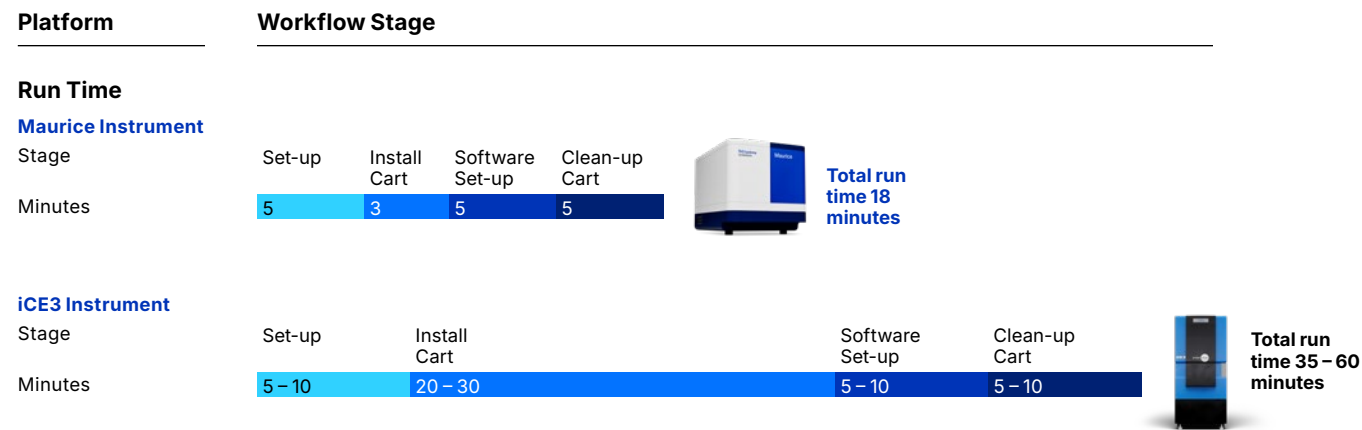 Platform
Workflow Stage
Run Time
Maurice Instrument
Stage
Set-up
Install
Cart
Software
Set-up
Clean-up
Cart
Minutes
5
3
5
5
Maurice
Total run
time 18
minutes
iCE3 Instrument
Stage
Set-up
Install
Cart
Software
Set-up
Clean-up
Cart
Minutes
5 – 10
20 – 30
5 – 10
5 – 10
Total run
time 35 – 60
minutes